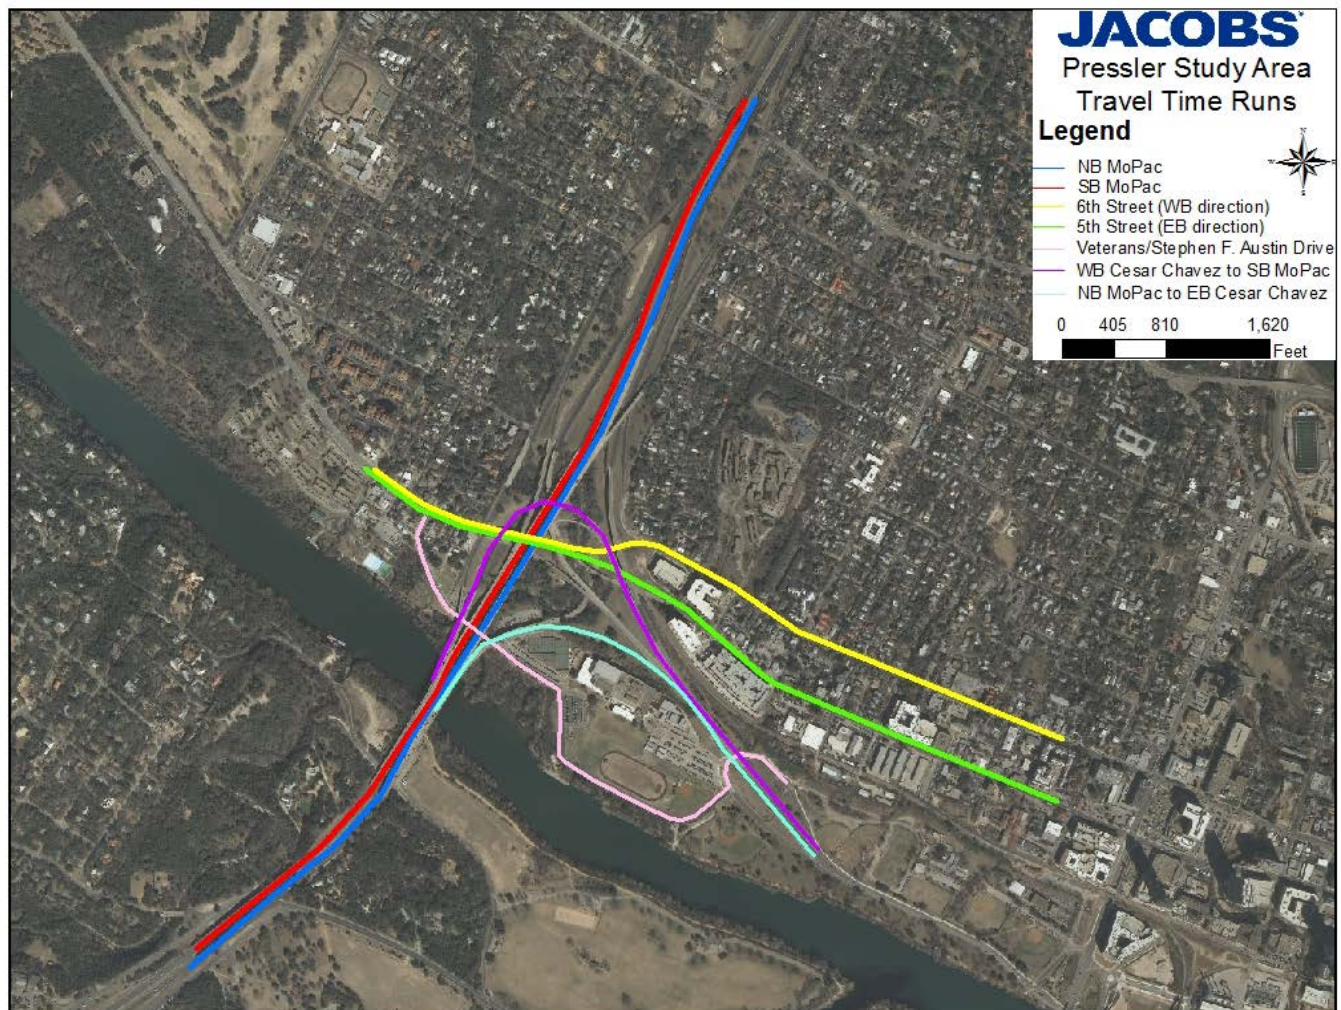 JACOBS
Pressler Study Area
Travel Time Runs
Legend
N
W
E
S
NB MoPac
SB MoPac
6th Street (WB direction)
5th Street (EB direction)
Veterans/Stephen F. Austin Drive
WB Cesar Chavez to SB MoPac
NB MoPac to EB Cesar Chavez
0 405 810 1,620
Feet